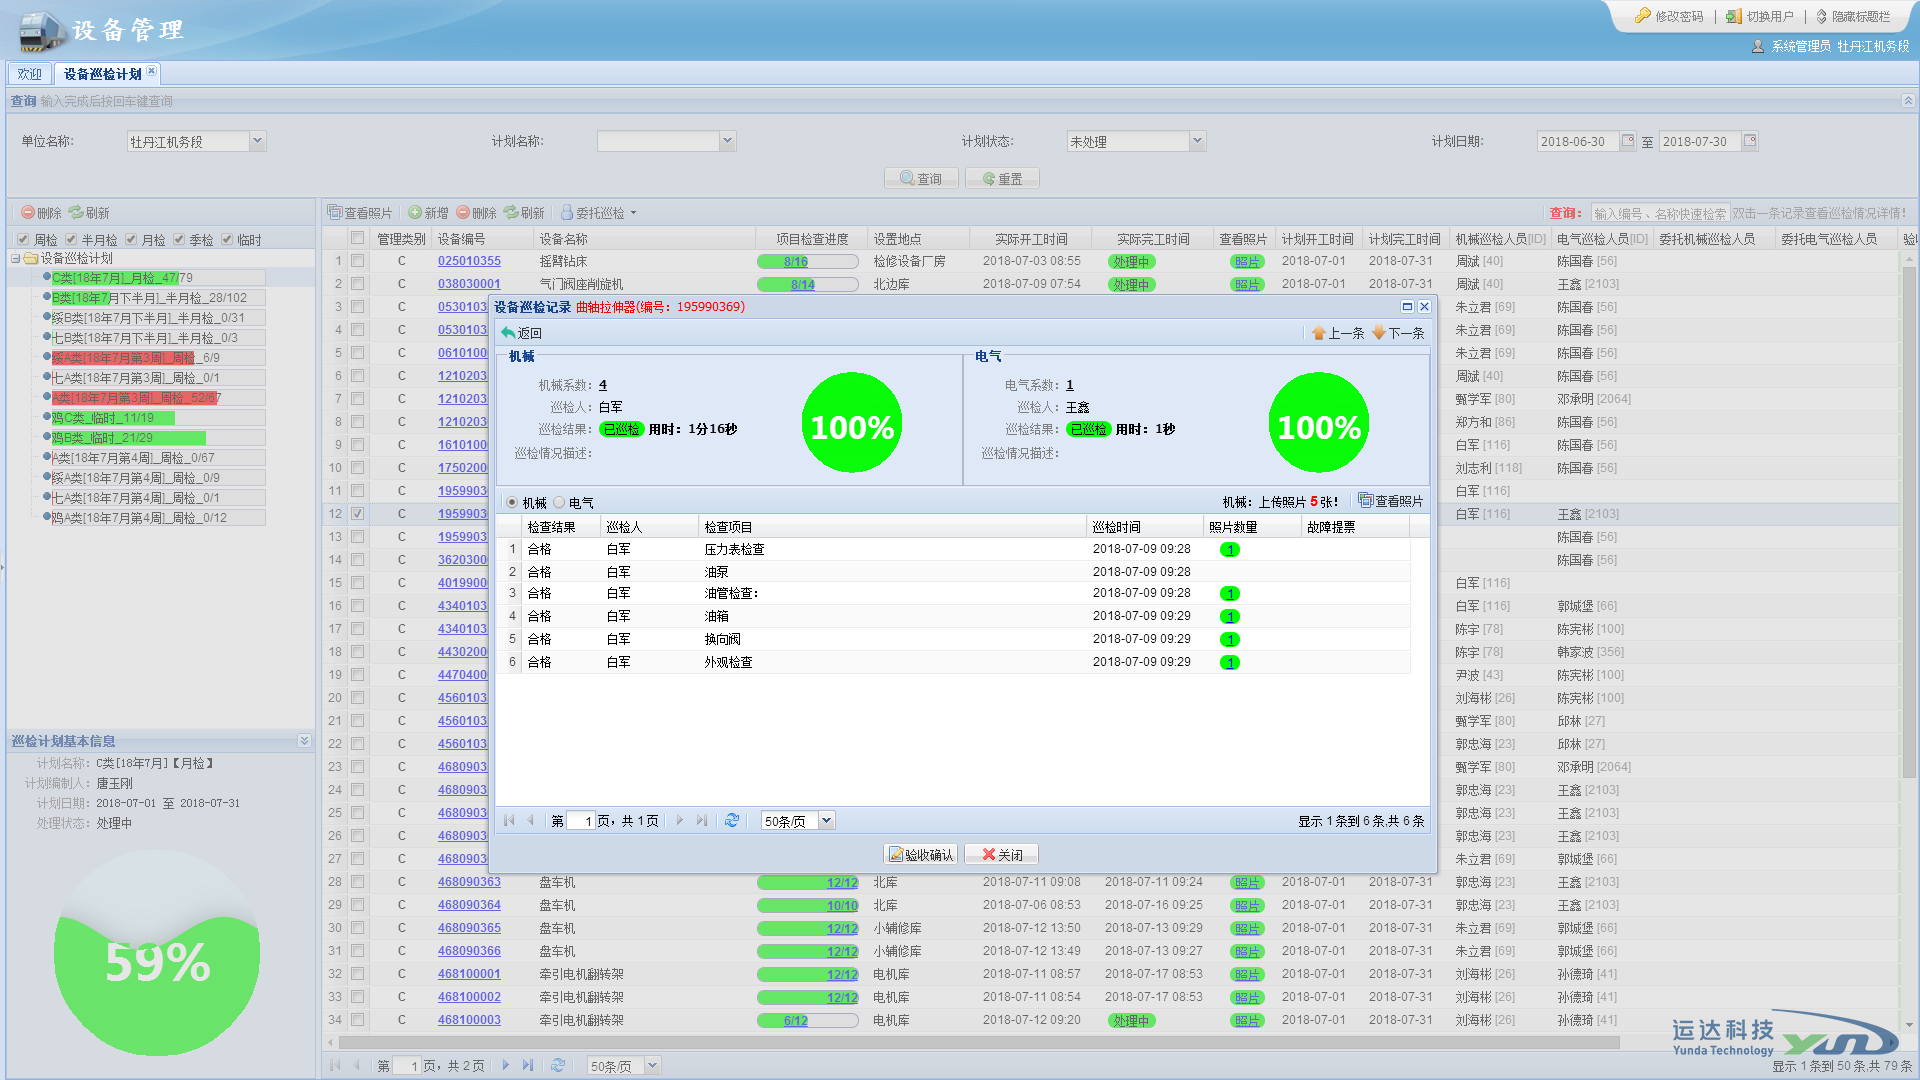 设备管理
修改密码 切换用户 隐藏标题栏
系统管理员 牡丹江机务段
欢迎 设备巡检计划
查询 输入完成后按回车键查询
单位名称: 牡丹江机务段 计划名称: 计划状态: 未处理 计划日期: 2018-06-30 至 2018-07-30
查询 重置
删除 刷新
周检 半月检 月检 季检 临时
设备巡检计划
C类[18年7月]_月检_47/79
B类[18年7月下半月]_半月检_28/102
绥B类[18年7月下半月]_半月检_0/31
七B类[18年7月下半月]_半月检_0/3
绥A类[18年7月第3周]_周检_6/9
七A类[18年7月第3周]_周检_0/1
A类[18年7月第3周]_周检_52/67
鸡C类_临时_11/19
鸡B类_临时_21/29
A类[18年7月第4周]_周检_0/67
绥A类[18年7月第4周]_周检_0/9
七A类[18年7月第4周]_周检_0/1
鸡A类[18年7月第4周]_周检_0/12
巡检计划基本信息
计划名称: C类[18年7月]【月检】
计划编制人: 唐玉刚
计划日期: 2018-07-01 至 2018-07-31
处理状态: 处理中
59%
查看照片 新增 删除 刷新 委托巡检 查询: 输入编号、名称快速检索 双击一条记录查看巡检情况详情!
管理类别 设备编号 设备名称 项目检查进度 设置地点 实际开工时间 实际完工时间 查看照片 计划开工时间 计划完工时间 机械巡检人员[ID] 电气巡检人员[ID] 委托机械巡检人员 委托电气巡检人员
1 C 025010355 摇臂钻床 8/16 检修设备厂房 2018-07-03 08:55 处理中 照片 2018-07-01 2018-07-31 周斌 [40] 陈国春 [56]
2 C 038030001 气门阀座削旋机 8/14 北边库 2018-07-09 07:54 处理中 照片 2018-07-01 2018-07-31 周斌 [40] 王鑫 [2103]
3 C 0530103 朱立君 [69] 陈国春 [56]
4 C 0530103 朱立君 [69] 陈国春 [56]
5 C 0610100 朱立君 [69] 陈国春 [56]
6 C 1210203 周斌 [40] 陈国春 [56]
7 C 1210203 甄学军 [80] 邓承明 [2064]
8 C 1210203 郑方和 [86] 陈国春 [56]
9 C 1610100 白军 [116] 陈国春 [56]
10 C 1750200 刘志利 [118] 陈国春 [56]
11 C 1959903 白军 [116]
12 C 1959903 白军 [116] 王鑫 [2103]
13 C 1959903 陈国春 [56]
14 C 3620300 陈国春 [56]
15 C 4019900 白军 [116]
16 C 4340103 白军 [116] 郭城堡 [66]
17 C 4340103 陈宇 [78] 陈宪彬 [100]
18 C 4430200 陈宇 [78] 韩家波 [356]
19 C 4470400 尹波 [43] 陈宪彬 [100]
20 C 4560103 刘海彬 [26] 陈宪彬 [100]
21 C 4560103 甄学军 [80] 邱林 [27]
22 C 4560103 郭忠海 [23] 邱林 [27]
23 C 4680903 甄学军 [80] 邓承明 [2064]
24 C 4680903 郭忠海 [23] 王鑫 [2103]
25 C 4680903 郭忠海 [23] 王鑫 [2103]
26 C 4680903 郭忠海 [23] 王鑫 [2103]
27 C 4680903 朱立君 [69] 郭城堡 [66]
28 C 468090363 盘车机 12/12 北库 2018-07-11 09:08 2018-07-11 09:24 照片 2018-07-01 2018-07-31 郭忠海 [23] 王鑫 [2103]
29 C 468090364 盘车机 10/10 北库 2018-07-06 08:53 2018-07-16 09:25 照片 2018-07-01 2018-07-31 郭忠海 [23] 王鑫 [2103]
30 C 468090365 盘车机 12/12 小辅修库 2018-07-12 13:50 2018-07-13 09:29 照片 2018-07-01 2018-07-31 朱立君 [69] 郭城堡 [66]
31 C 468090366 盘车机 12/12 小辅修库 2018-07-12 13:49 2018-07-13 09:27 照片 2018-07-01 2018-07-31 朱立君 [69] 郭城堡 [66]
32 C 468100001 牵引电机翻转架 12/12 电机库 2018-07-11 08:57 2018-07-17 08:53 照片 2018-07-01 2018-07-31 刘海彬 [26] 孙德琦 [41]
33 C 468100002 牵引电机翻转架 12/12 电机库 2018-07-11 08:54 2018-07-17 08:53 照片 2018-07-01 2018-07-31 刘海彬 [26] 孙德琦 [41]
34 C 468100003 牵引电机翻转架 6/12 电机库 2018-07-12 09:20 处理中 照片 2018-07-01 2018-07-31 刘海彬 [26] 孙德琦 [41]
第 1 页, 共 2 页 50条/页 显示 1 条到 50 条,共 79 条
设备巡检记录 曲轴拉伸器(编号: 195990369)
返回 上一条 下一条
机械 电气
机械系数: 4 电气系数: 1
巡检人: 白军 巡检人: 王鑫
巡检结果: 已巡检 用时: 1分16秒 巡检结果: 已巡检 用时: 1秒
巡检情况描述: 巡检情况描述:
100% 100%
机械 电气 机械: 上传照片 5 张! 查看照片
检查结果 巡检人 检查项目 巡检时间 照片数量 故障提票
1 合格 白军 压力表检查 2018-07-09 09:28 1
2 合格 白军 油泵 2018-07-09 09:28
3 合格 白军 油管检查: 2018-07-09 09:28 1
4 合格 白军 油箱 2018-07-09 09:29 1
5 合格 白军 换向阀 2018-07-09 09:29 1
6 合格 白军 外观检查 2018-07-09 09:29 1
第 1 页, 共 1 页 50条/页 显示 1 条到 6 条,共 6 条
验收确认 关闭
运达科技
Yunda Technology
YUND